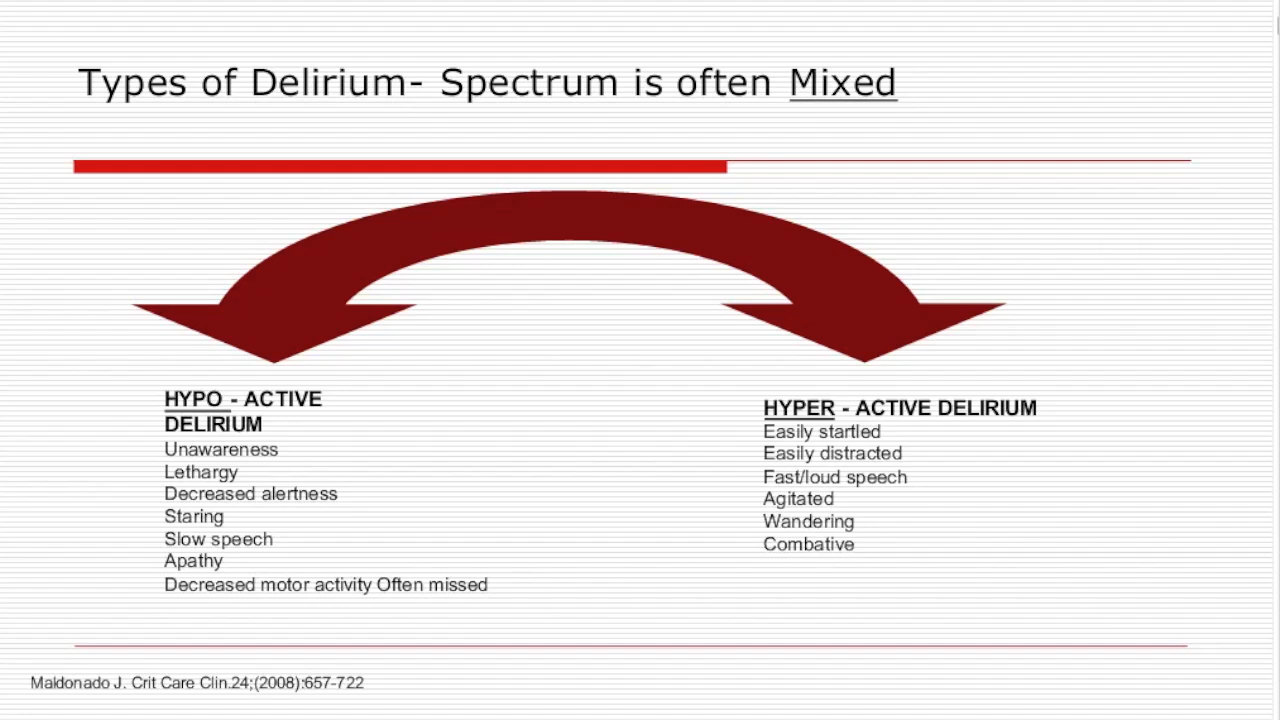 Types of Delirium- Spectrum is often Mixed
HYPO - ACTIVE
DELIRIUM
Unawareness
Lethargy
Decreased alertness
Staring
Slow speech
Apathy
Decreased motor activity Often missed
HYPER - ACTIVE DELIRIUM
Easily startled
Easily distracted
Fast/loud speech
Agitated
Wandering
Combative
Maldonado J. Crit Care Clin.24;(2008):657-722